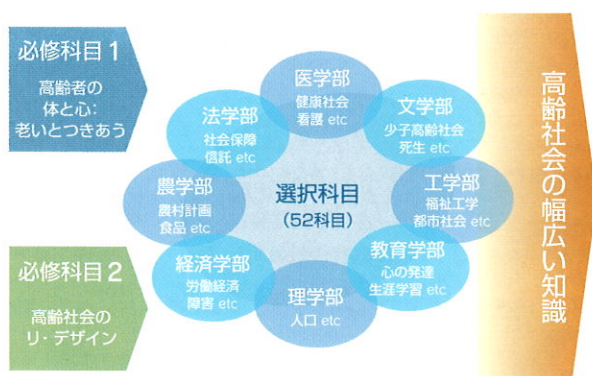 必修科目1
高齢者の
体と心:
老いとつきあう
必修科目2
高齢社会の
リ・デザイン
選択科目
(52科目)
医学部
健康社会
看護 etc
文学部
少子高齢社会
死生 etc
工学部
福祉工学
都市社会 etc
教育学部
心の発達
生涯学習 etc
理学部
人口 etc
経済学部
労働経済
障害 etc
農学部
農村計画
食品 etc
法学部
社会保障
信託 etc
高齢社会の幅広い知識